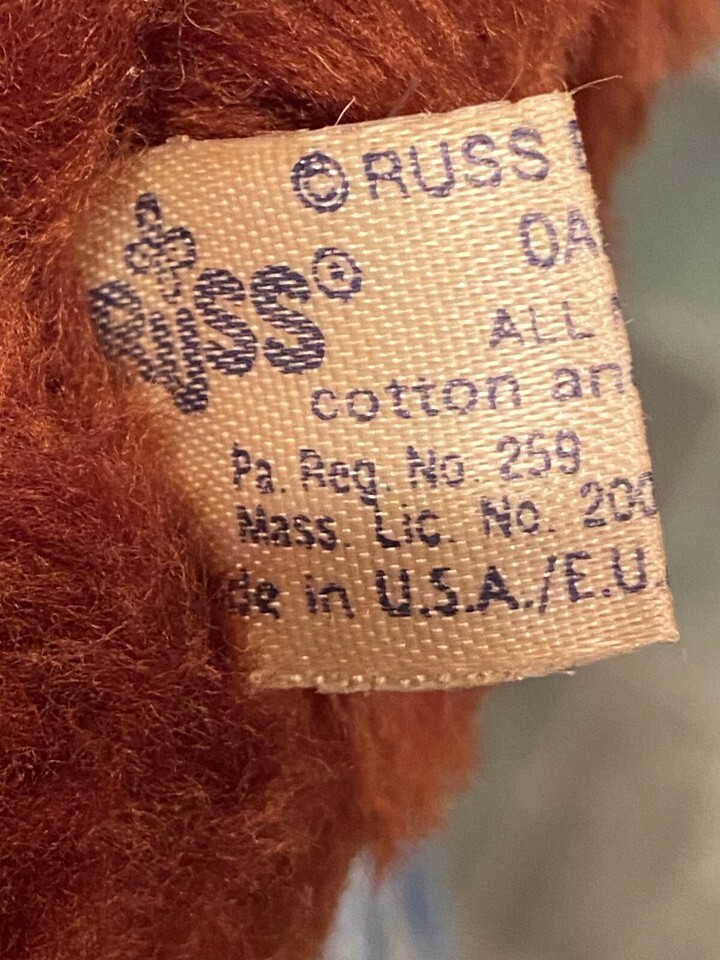 © RUSS
OA
Russ®
ALL
cotton an
Pa. Reg. No. 259
Mass. Lic. No. 200
de in U.S.A./E.U.